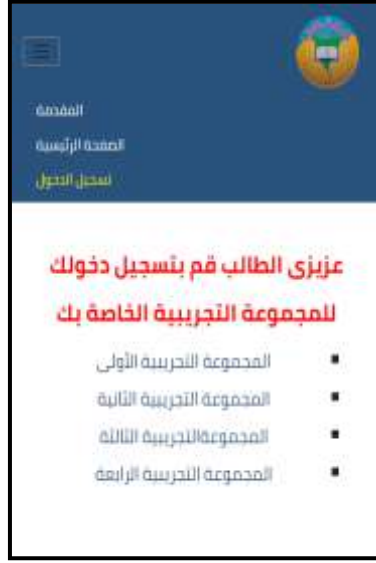 المقدمة
الصفحة الرئيسية
تسجيل الدخول
عزيزى الطالب قم بتسجيل دخولك
للمجموعة التجريبية الخاصة بك
المجموعة التجريبية الأولى
المجموعة التجريبية الثانية
المجموعةالتجريبية الثالثة
المجموعة التجريبية الرابعة